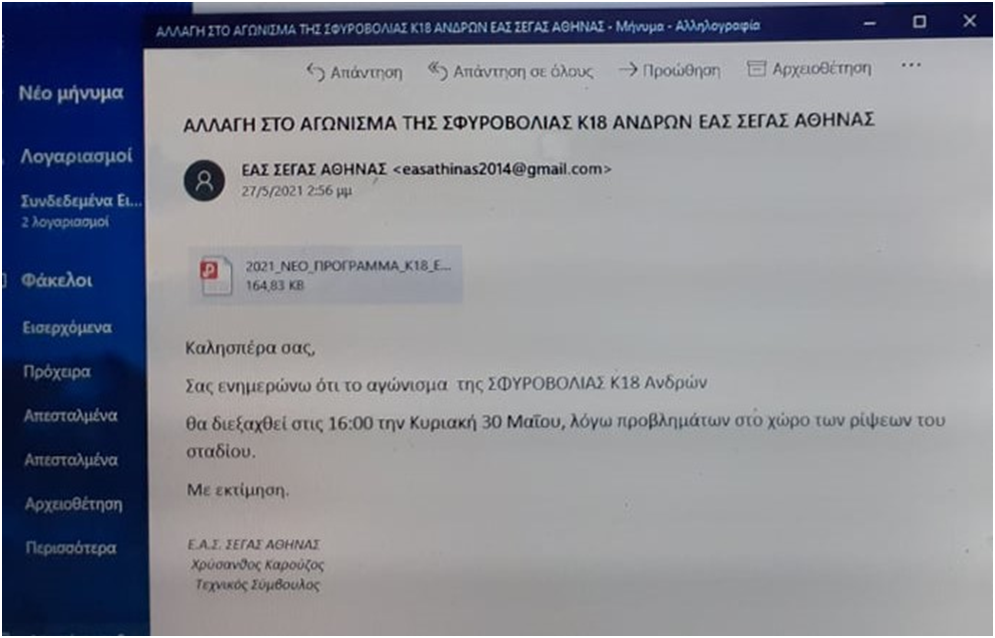 ΑΛΛΑΓΗ ΣΤΟ ΑΓΩΝΙΣΜΑ ΤΗΣ ΣΦΥΡΟΒΟΛΙΑΣ Κ18 ΑΝΔΡΩΝ ΕΑΣ ΣΕΓΑΣ ΑΘΗΝΑΣ - Μήνυμα - Αλληλογραφία
Απάντηση Απάντηση σε όλους Προώθηση Αρχειοθέτηση ...
Νέο μήνυμα
Λογαριασμοί
Συνδεδεμένα Ει...
2 λογαριασμοί
Φάκελοι
Εισερχόμενα
Πρόχειρα
Απεσταλμένα
Απεσταλμένα
Αρχειοθέτηση
Περισσότερα
ΑΛΛΑΓΗ ΣΤΟ ΑΓΩΝΙΣΜΑ ΤΗΣ ΣΦΥΡΟΒΟΛΙΑΣ Κ18 ΑΝΔΡΩΝ ΕΑΣ ΣΕΓΑΣ ΑΘΗΝΑΣ
ΕΑΣ ΣΕΓΑΣ ΑΘΗΝΑΣ <easathinas2014@gmail.com>
27/5/2021 2:56 μμ
2021_ΝΕΟ_ΠΡΟΓΡΑΜΜΑ_Κ18_Ε...
164,83 KB
Καλησπέρα σας,
Σας ενημερώνω ότι το αγώνισμα της ΣΦΥΡΟΒΟΛΙΑΣ Κ18 Ανδρών
θα διεξαχθεί στις 16:00 την Κυριακή 30 Μαΐου, λόγω προβλημάτων στο χώρο των ρίψεων του
σταδίου.
Με εκτίμηση.
Ε.Α.Σ. ΣΕΓΑΣ ΑΘΗΝΑΣ
Χρύσανθος Καρούζος
Τεχνικός Σύμβουλος